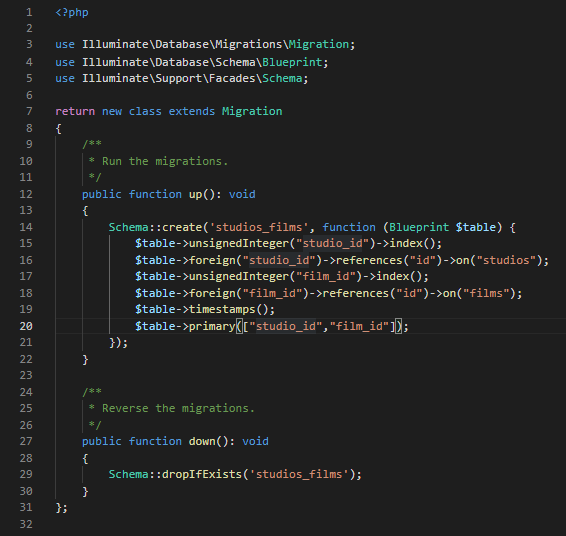 1 <?php
2
3 use Illuminate\Database\Migrations\Migration;
4 use Illuminate\Database\Schema\Blueprint;
5 use Illuminate\Support\Facades\Schema;
6
7 return new class extends Migration
8 {
9     /**
10      * Run the migrations.
11      */
12     public function up(): void
13     {
14         Schema::create('studios_films', function (Blueprint $table) {
15             $table->unsignedInteger("studio_id")->index();
16             $table->foreign("studio_id")->references("id")->on("studios");
17             $table->unsignedInteger("film_id")->index();
18             $table->foreign("film_id")->references("id")->on("films");
19             $table->timestamps();
20             $table->primary(["studio_id","film_id"]);
21         });
22     }
23
24     /**
25      * Reverse the migrations.
26      */
27     public function down(): void
28     {
29         Schema::dropIfExists('studios_films');
30     }
31 };
32